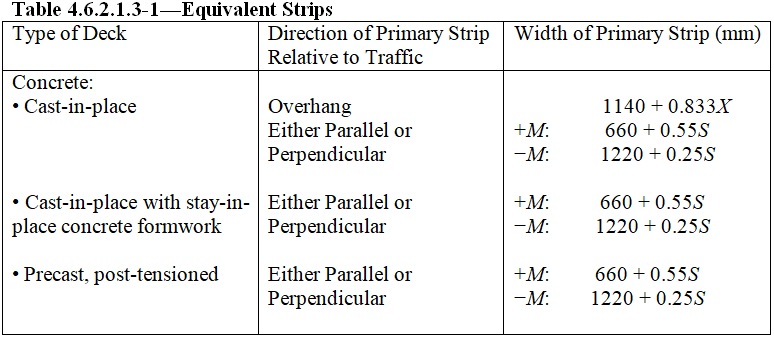 Table 4.6.2.1.3-1—Equivalent Strips
Type of Deck Direction of Primary Strip Relative to Traffic Width of Primary Strip (mm)
Concrete:
• Cast-in-place Overhang 1140 + 0.833X
Either Parallel or +M: 660 + 0.55S
Perpendicular −M: 1220 + 0.25S
• Cast-in-place with stay-in- Either Parallel or +M: 660 + 0.55S
place concrete formwork Perpendicular −M: 1220 + 0.25S
• Precast, post-tensioned Either Parallel or +M: 660 + 0.55S
Perpendicular −M: 1220 + 0.25S